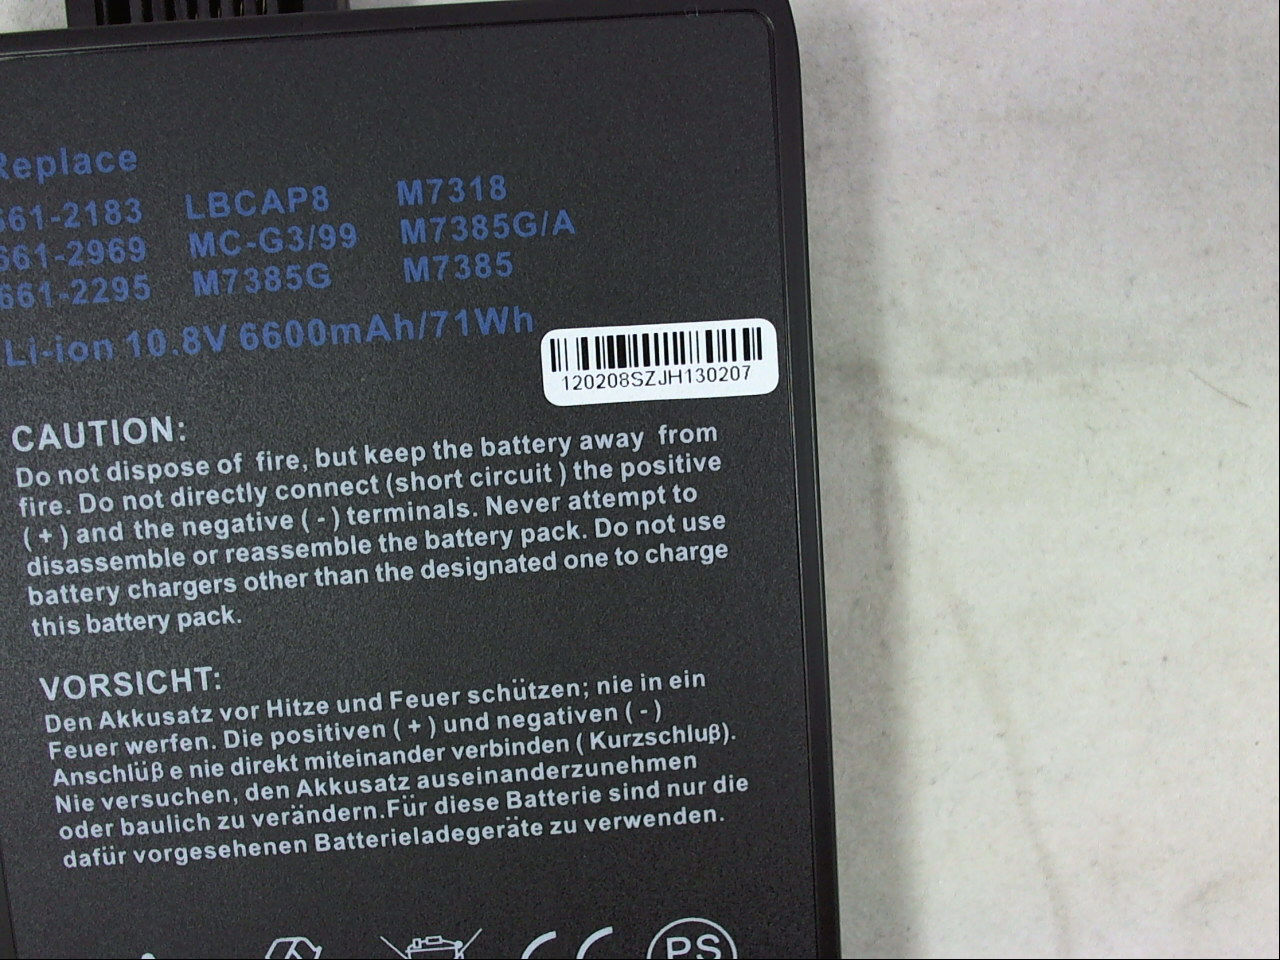 Replace
661-2183 LBCAP8 M7318
661-2969 MC-G3/99 M7385G/A
661-2295 M7385G M7385
Li-ion 10.8V 6600mAh/71Wh
120208SZJH130207
CAUTION:
Do not dispose of fire, but keep the battery away from
fire. Do not directly connect (short circuit ) the positive
( + ) and the negative ( - ) terminals. Never attempt to
disassemble or reassemble the battery pack. Do not use
battery chargers other than the designated one to charge
this battery pack.
VORSICHT:
Den Akkusatz vor Hitze und Feuer schützen; nie in ein
Feuer werfen. Die positiven ( + ) und negativen ( - )
Anschlüβ e nie direkt miteinander verbinden ( Kurzschluβ).
Nie versuchen, den Akkusatz auseinanderzunehmen
oder baulich zu verändern.Für diese Batterie sind nur die
dafür vorgesehenen Batterieladegeräte zu verwenden.
CE PS